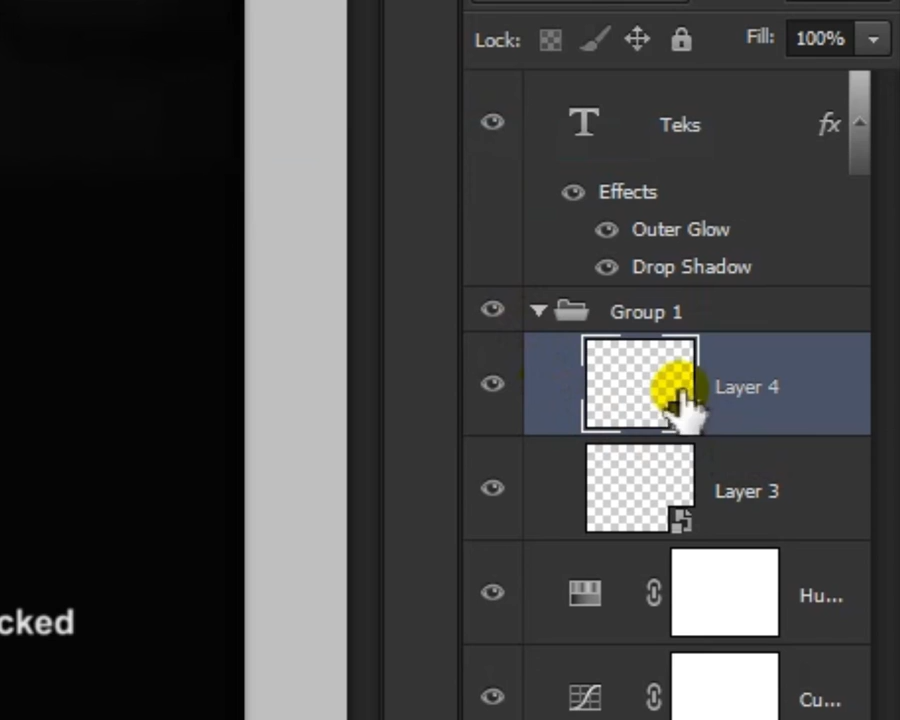 Lock: Fill: 100%
T Teks fx
Effects
Outer Glow
Drop Shadow
Group 1
Layer 4
Layer 3
Hu...
cked
Cu...